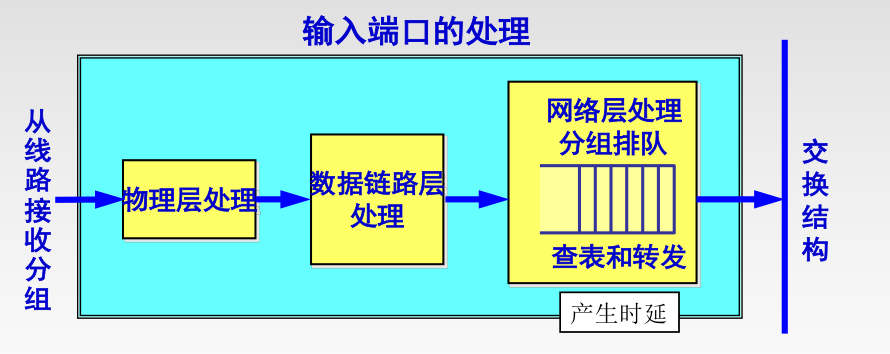 输入端口的处理
从线路接收分组
物理层处理
数据链路层
处理
网络层处理
分组排队
查表和转发
产生时延
交换结构